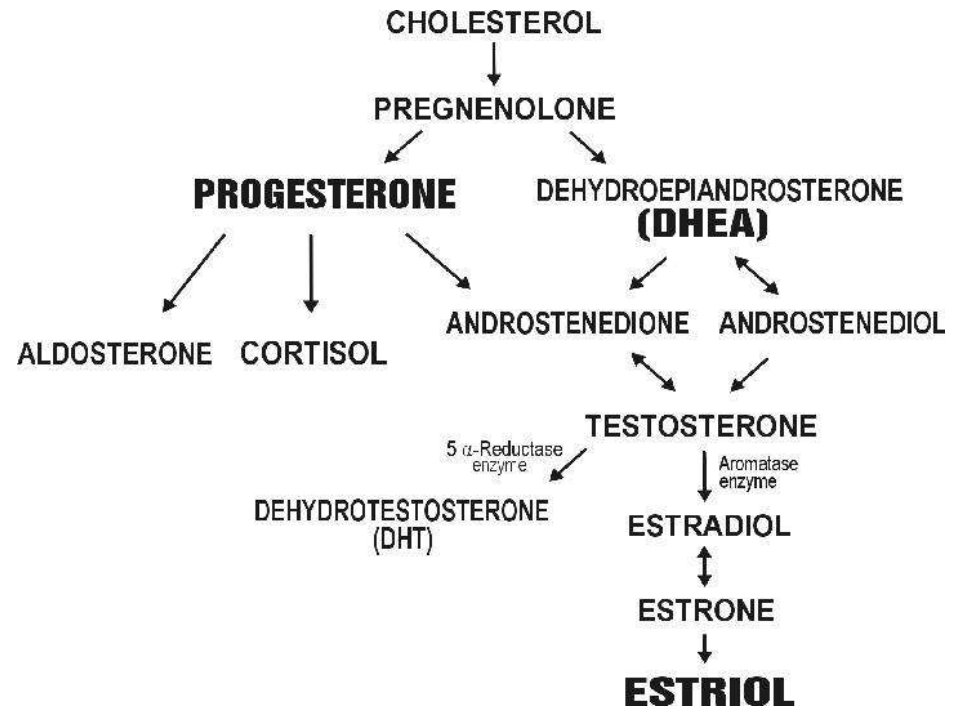 CHOLESTEROL
PREGNENOLONE
PROGESTERONE
DEHYDROEPIANDROSTERONE
(DHEA)
ANDROSTENEDIONE
ANDROSTENEDIOL
ALDOSTERONE
CORTISOL
TESTOSTERONE
5 α-Reductase
enzyme
Aromatase
enzyme
DEHYDROTESTOSTERONE
(DHT)
ESTRADIOL
ESTRONE
ESTRIOL